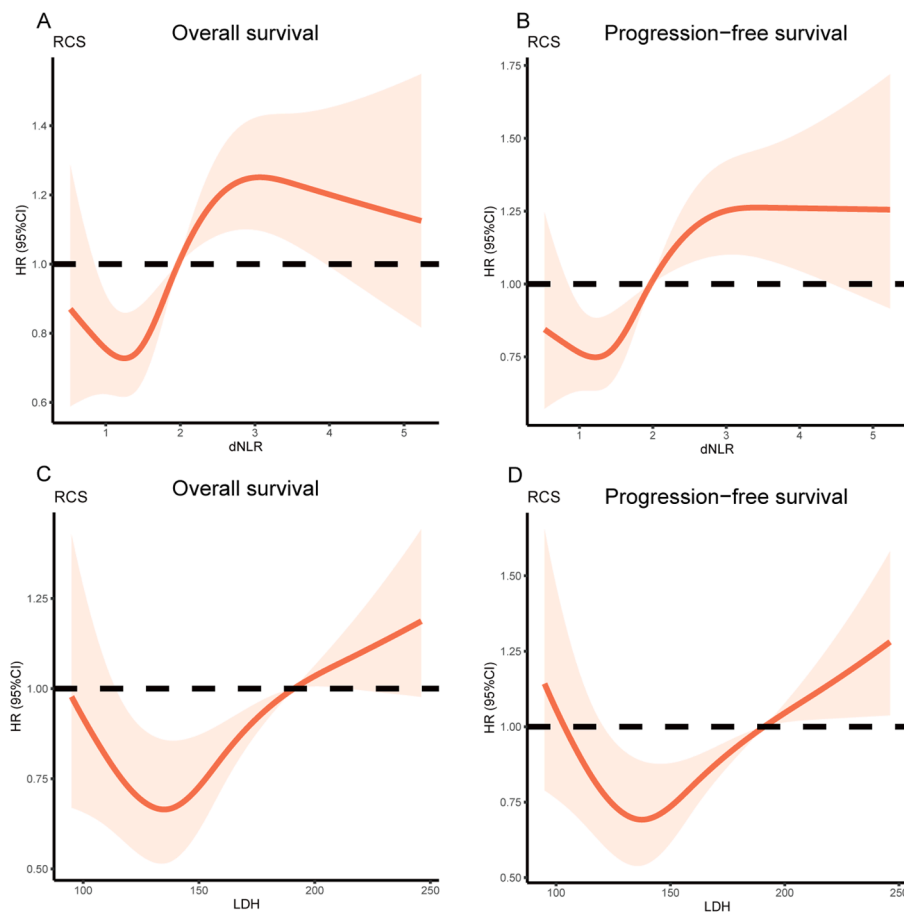 A
Overall survival
RCS
1.4
1.2
1.0
0.8
0.6
HR (95%CI)
1
2
3
4
5
dNLR
B
Progression−free survival
RCS
1.75
1.50
1.25
1.00
0.75
HR (95%CI)
1
2
3
4
5
dNLR
C
Overall survival
RCS
1.25
1.00
0.75
0.50
HR (95%CI)
100
150
200
250
LDH
D
Progression−free survival
RCS
1.50
1.25
1.00
0.75
0.50
HR (95%CI)
100
150
200
250
LDH